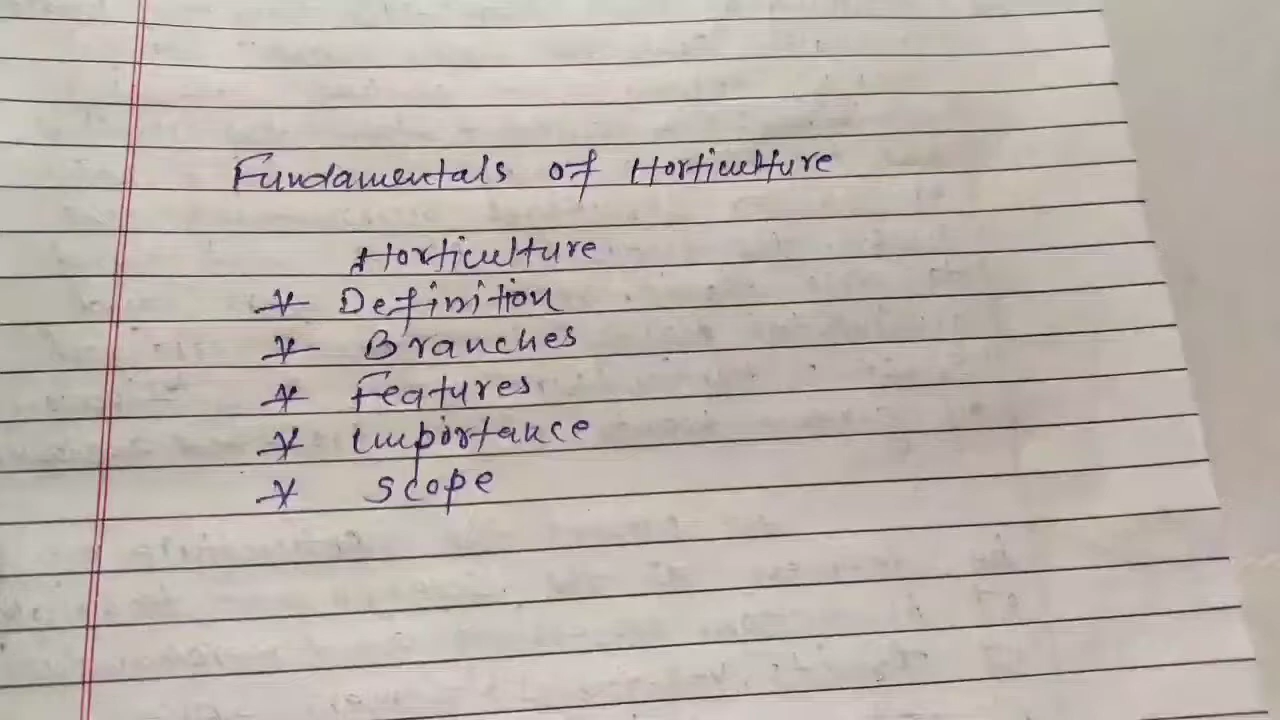 Fundamentals of Horticulture
Horticulture
* Definition
* Branches
* Features
* Importance
* Scope